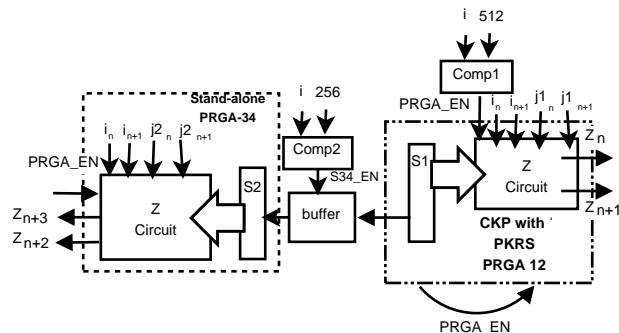 i 512
Comp1
PRGA_EN
i n i n+1 j1 n j1 n+1
S1
Z
Circuit
Z n
Z n+1
CKP with
PKRS
PRGA 12
PRGA_EN
i 256
Comp2
S34_EN
buffer
Stand-alone
PRGA-34
i n i n+1 j2 n j2 n+1
PRGA_EN
Z n+3
Z n+2
Z
Circuit
S2